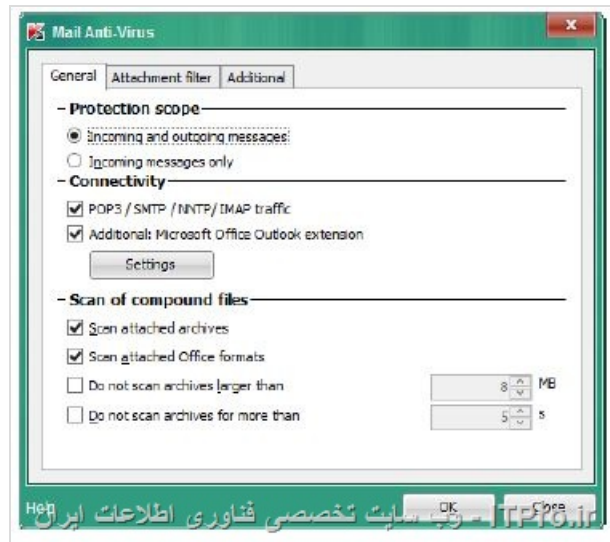 Mail Anti-Virus
General
Attachment filter
Additional
Protection scope
Incoming and outgoing messages
Incoming messages only
Connectivity
POP3 / SMTP / NNTP/ IMAP traffic
Additional: Microsoft Office Outlook extension
Settings
Scan of compound files
Scan attached archives
Scan attached Office formats
Do not scan archives larger than
8 MB
Do not scan archives for more than
5 s
Help
OK
Close
ITPro.ir - وب سایت تخصصی فناوری اطلاعات ایران